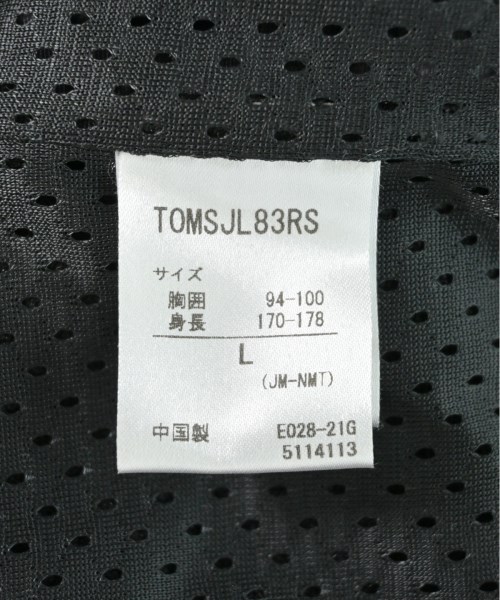 TOMSJL83RS
サイズ
胸囲 94-100
身長 170-178
L
(JM-NMT)
中国製 E028-21G
5114113